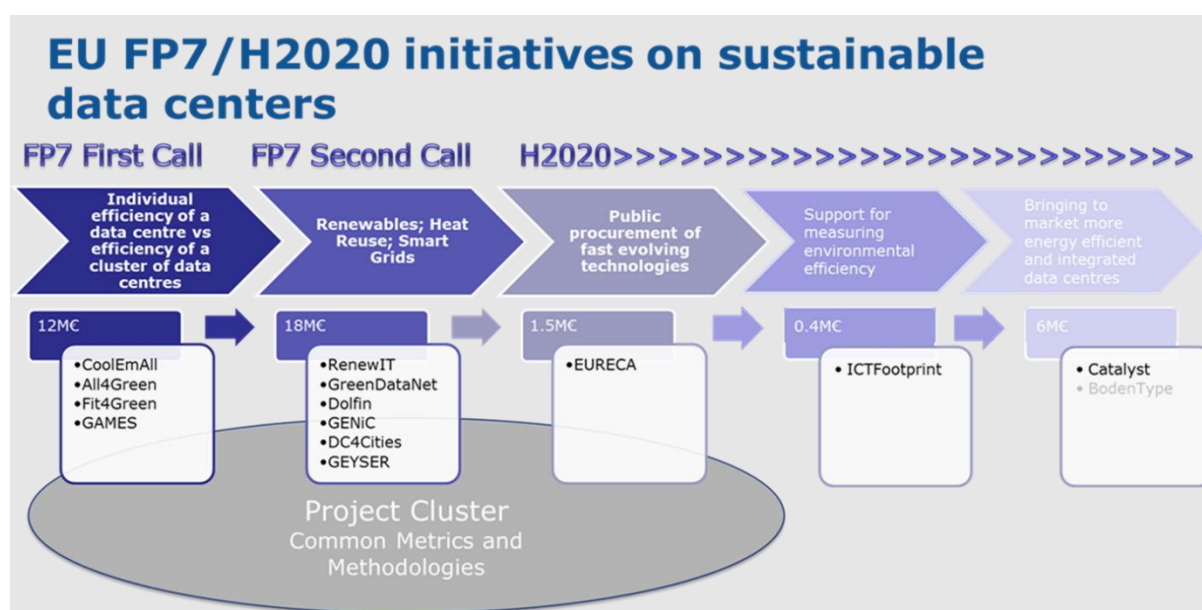 EU FP7/H2020 initiatives on sustainable
data centers
FP7 First Call
FP7 Second Call
H2020>>>>>>>>>>>>>>>>>>>>>>>>>
Individual
efficiency of a
data centre vs
efficiency of a
cluster of data
centres
Renewables; Heat
Reuse; Smart
Grids
Public
procurement of
fast evolving
technologies
Support for
measuring
environmental
efficiency
Bringing to
market more
energy efficient
and integrated
data centres
12M€
•CoolEmAll
•All4Green
•Fit4Green
•GAMES
18M€
•RenewIT
•GreenDataNet
•Dolfin
•GENiC
•DC4Cities
•GEYSER
1.5M€
•EURECA
0.4M€
• ICTFootprint
6M€
• Catalyst
• BodenType
Project Cluster
Common Metrics and
Methodologies